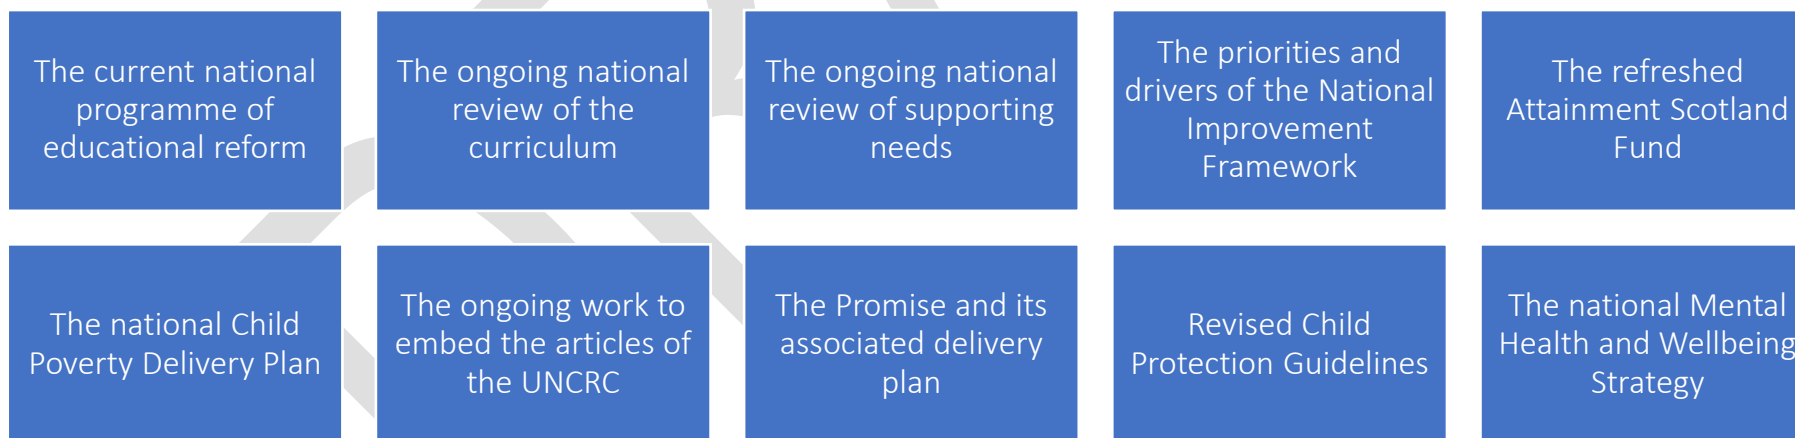 The current national
programme of
educational reform
The ongoing national
review of the
curriculum
The ongoing national
review of supporting
needs
The priorities and
drivers of the National
Improvement
Framework
The refreshed
Attainment Scotland
Fund
The national Child
Poverty Delivery Plan
The ongoing work to
embed the articles of
the UNCRC
The Promise and its
associated delivery
plan
Revised Child
Protection Guidelines
The national Mental
Health and Wellbeing
Strategy